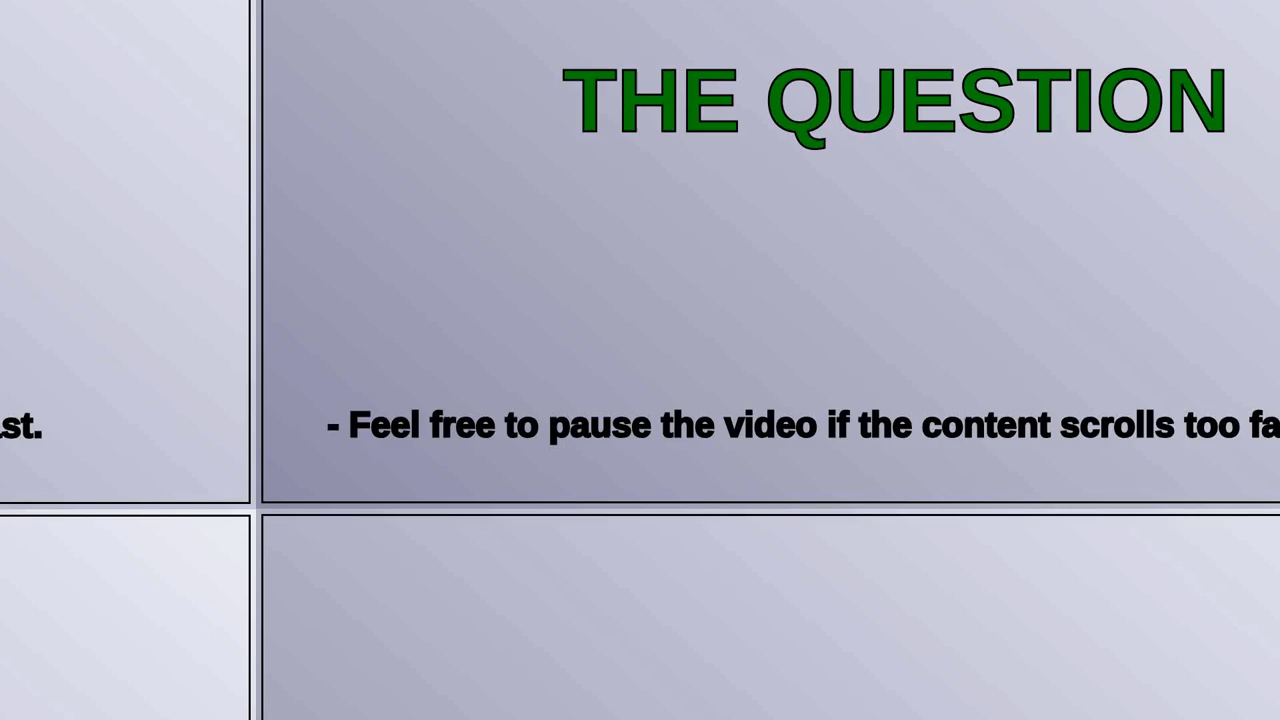 THE QUESTION
st.
- Feel free to pause the video if the content scrolls too fa